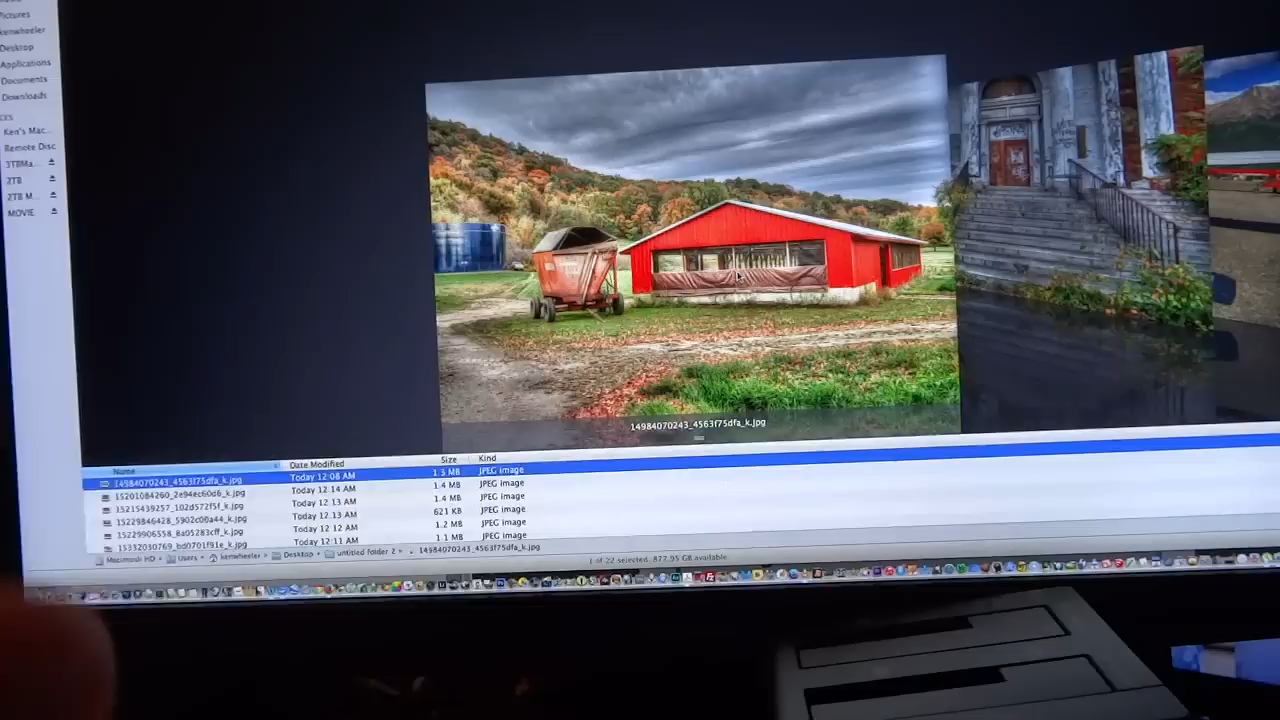 Pictures
kenwheeler
Desktop
Applications
Documents
Downloads
Ken's Mac...
Remote Disc
3TBMa...
2TB
2TB M...
MOVIE
14984070243_4563f75dfa_k.jpg
Name Date Modified Size Kind
14984070243_4563f75dfa_k.jpg Today 12:08 AM 1.3 MB JPEG image
15201084260_2e94ec60d6_k.jpg Today 12:14 AM 1.4 MB JPEG image
15215439257_102d572f5f_k.jpg Today 12:13 AM 1.4 MB JPEG image
15229846428_5902c00a44_k.jpg Today 12:13 AM 621 KB JPEG image
15229906558_8a05283cff_k.jpg Today 12:12 AM 1.2 MB JPEG image
15332030769_bd0701f91e_k.jpg Today 12:11 AM 1.1 MB JPEG image
Macintosh HD Users kenwheeler Desktop untitled folder 2 14984070243_4563f75dfa_k.jpg
1 of 22 selected, 877.95 GB available